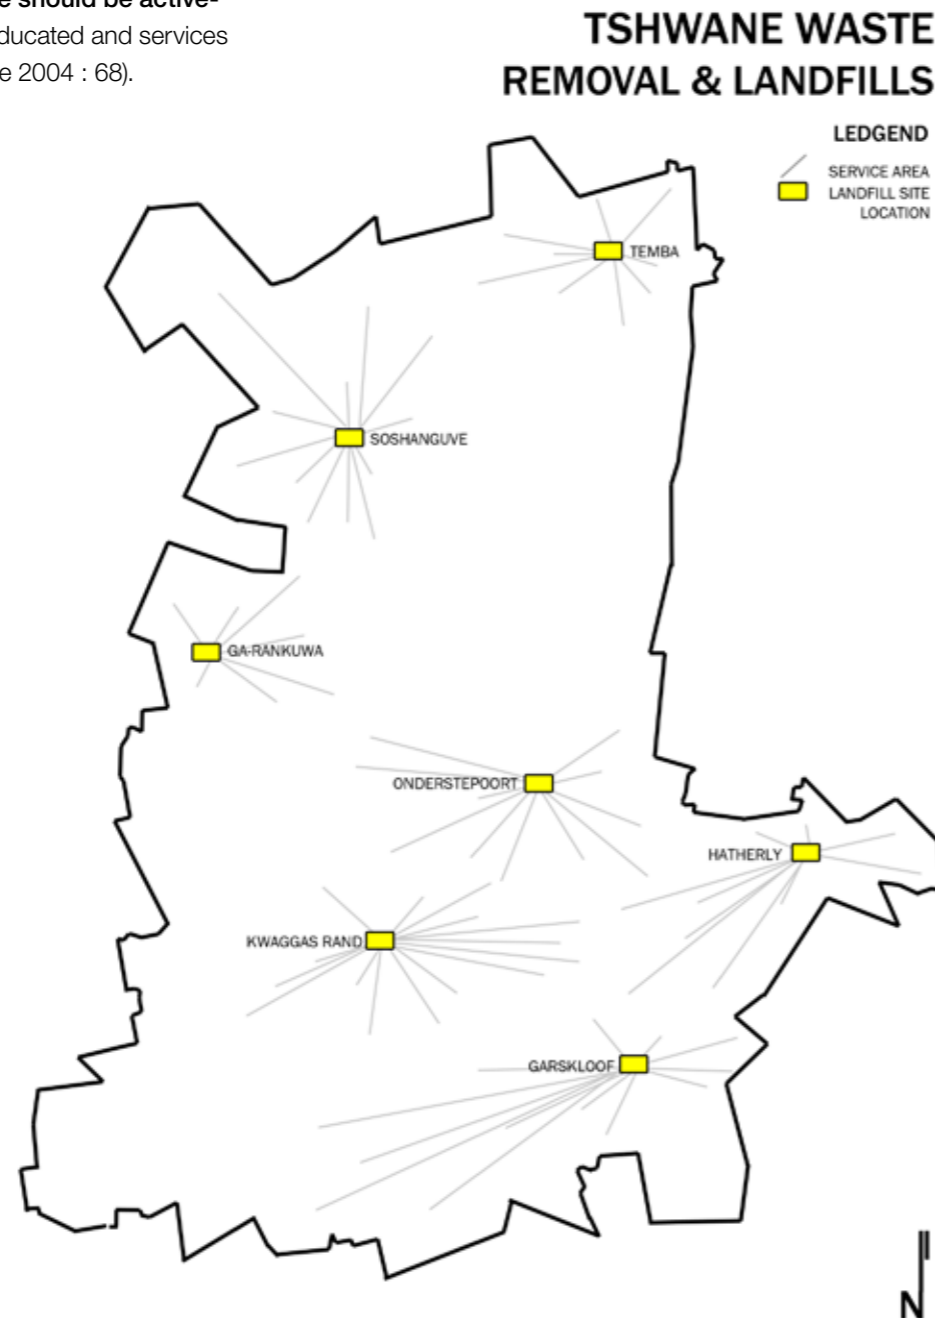 e should be active-
ducated and services
e 2004 : 68).
TSHWANE WASTE
REMOVAL & LANDFILLS
LEDGEND
SERVICE AREA
LANDFILL SITE
LOCATION
TEMBA
SOSHANGUVE
GA-RANKUWA
ONDERSTEPOORT
HATHERLY
KWAGGAS RAND
GARSKLOOF
N